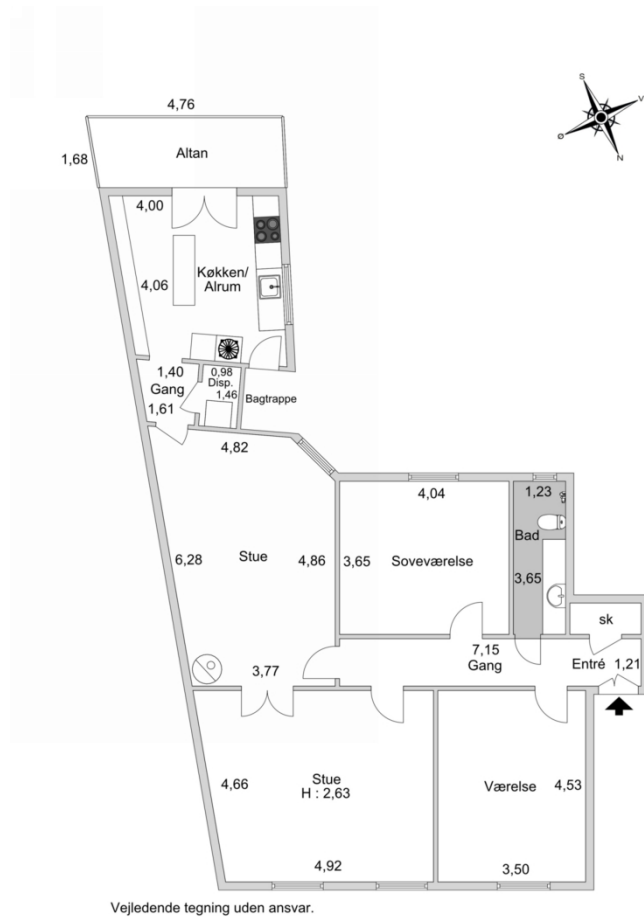 4,76
S
V
Ø
N
1,68
Altan
4,00
4,06
Køkken/
Alrum
1,40
Gang
1,61
0,98
Disp.
1,46
Bagtrappe
4,82
6,28
Stue
4,86
3,77
4,04
3,65
Soveværelse
1,23
Bad
3,65
sk
7,15
Gang
Entré
1,21
4,66
Stue
H : 2,63
4,92
Værelse
4,53
3,50
Vejledende tegning uden ansvar.